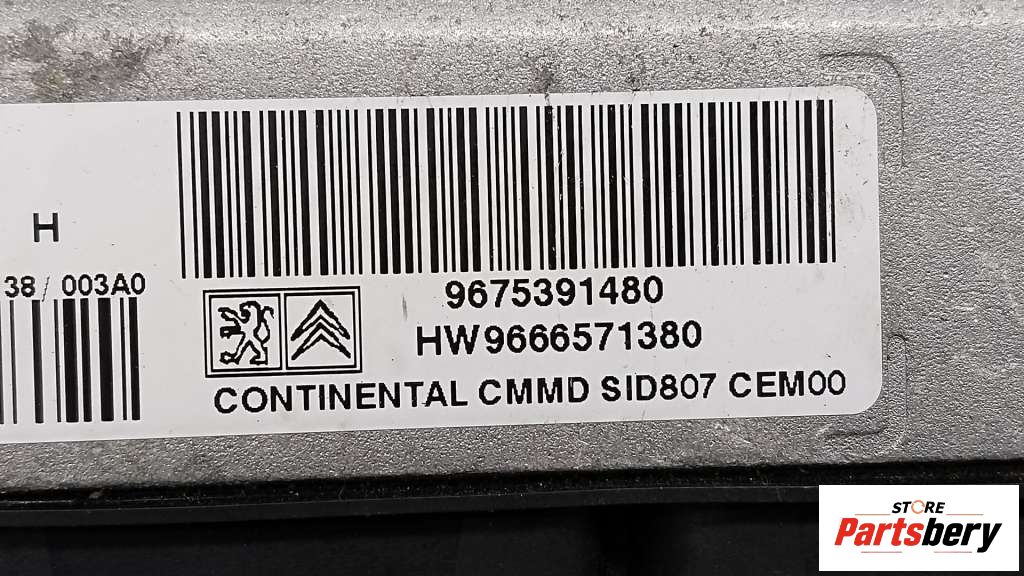 H
38/003A0
9675391480
HW9666571380
CONTINENTAL CMMD SID807 CEM00
STORE
Partsbery